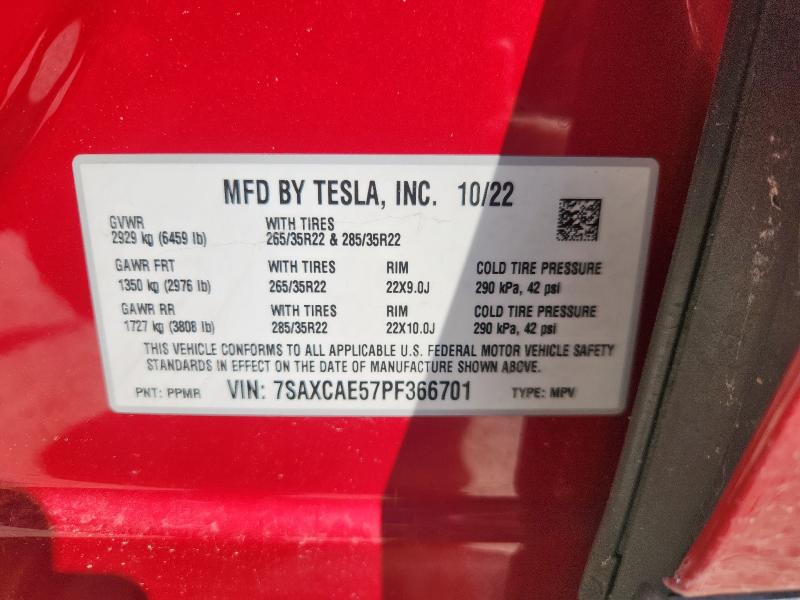 MFD BY TESLA, INC. 10/22
GVWR WITH TIRES
2929 kg (6459 lb) 265/35R22 & 285/35R22
GAWR FRT WITH TIRES RIM COLD TIRE PRESSURE
1350 kg (2976 lb) 265/35R22 22X9.0J 290 kPa, 42 psi
GAWR RR WITH TIRES RIM COLD TIRE PRESSURE
1727 kg (3808 lb) 285/35R22 22X10.0J 290 kPa, 42 psi
THIS VEHICLE CONFORMS TO ALL APPLICABLE U.S. FEDERAL MOTOR VEHICLE SAFETY
STANDARDS IN EFFECT ON THE DATE OF MANUFACTURE SHOWN ABOVE.
PNT: PPMR VIN: 7SAXCAE57PF366701 TYPE: MPV